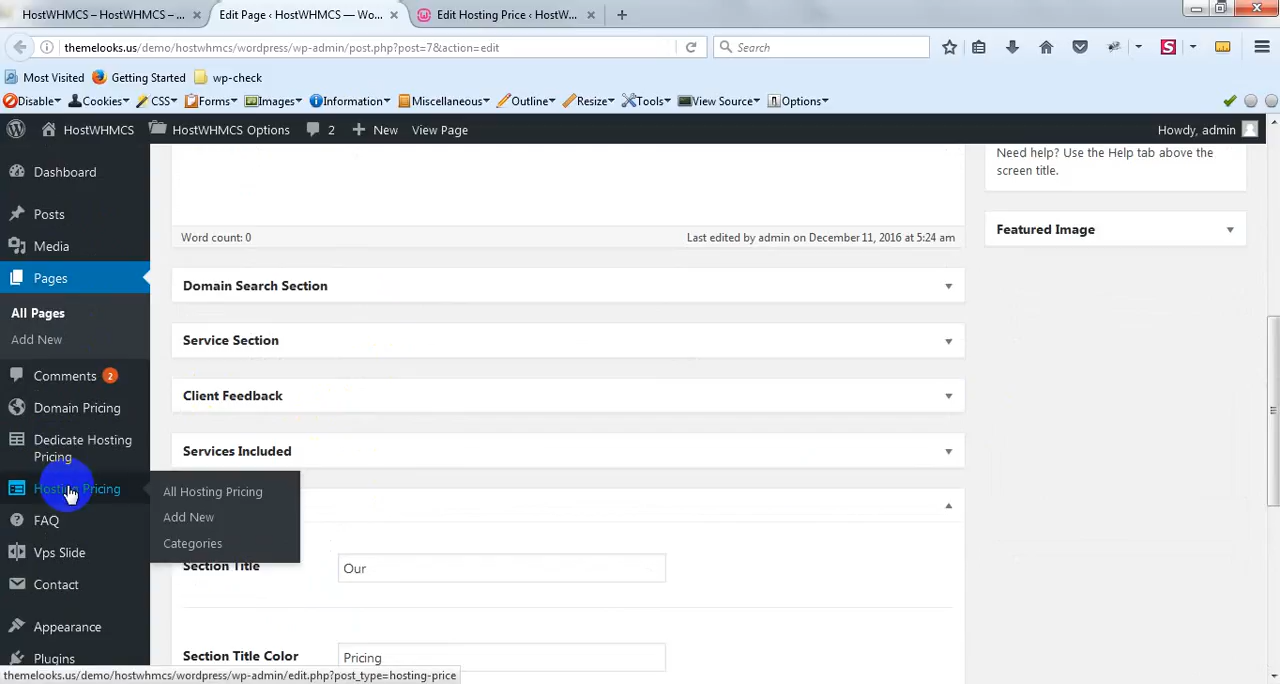 HostWHMCS – HostWHMCS – ...
Edit Page ‹ HostWHMCS — Wo...
Edit Hosting Price ‹ HostW...
themelooks.us/demo/hostwhmcs/wordpress/wp-admin/post.php?post=7&action=edit
Search
Most Visited
Getting Started
wp-check
Disable
Cookies
CSS
Forms
Images
Information
Miscellaneous
Outline
Resize
Tools
View Source
Options
HostWHMCS
HostWHMCS Options
2
New
View Page
Howdy, admin
Dashboard
Posts
Media
Pages
All Pages
Add New
Comments 2
Domain Pricing
Dedicate Hosting
Pricing
Hosting Pricing
FAQ
Vps Slide
Contact
Appearance
Plugins
All Hosting Pricing
Add New
Categories
Word count: 0
Last edited by admin on December 11, 2016 at 5:24 am
Domain Search Section
Service Section
Client Feedback
Services Included
Section Title
Our
Section Title Color
Pricing
Need help? Use the Help tab above the
screen title.
Featured Image
themelooks.us/demo/hostwhmcs/wordpress/wp-admin/edit.php?post_type=hosting-price